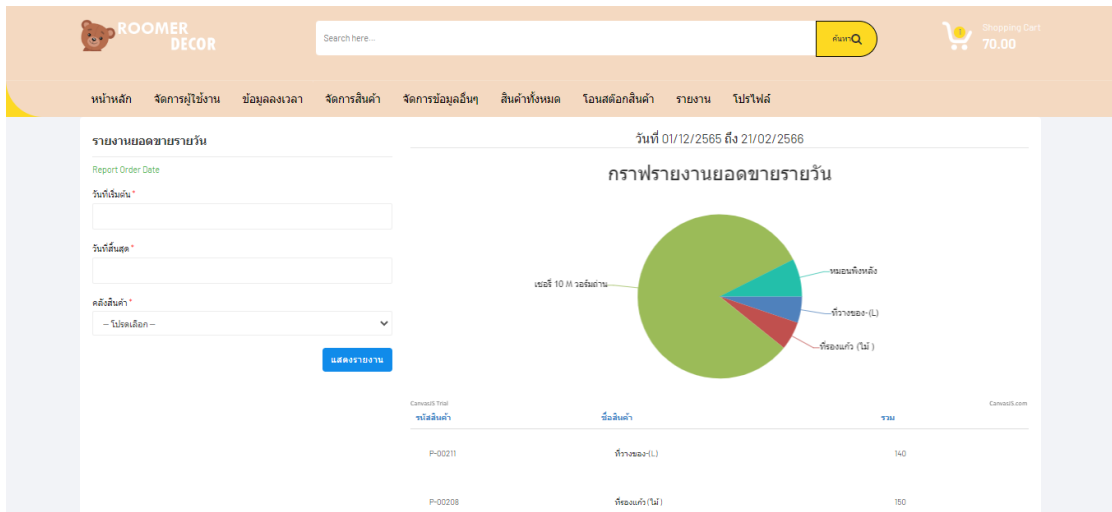 ROOMER
DECOR
Search here...
ค้นหา
Shopping Cart
70.00
หน้าหลัก จัดการผู้ใช้งาน ข้อมูลลงเวลา จัดการสินค้า จัดการข้อมูลอื่นๆ สินค้าทั้งหมด โอนสต๊อกสินค้า รายงาน โปรไฟล์
รายงานยอดขายรายวัน
วันที่ 01/12/2565 ถึง 21/02/2566
Report Order Date
กราฟรายงานยอดขายรายวัน
วันที่เริ่มต้น *
วันที่สิ้นสุด *
คลังสินค้า *
-- โปรดเลือก --
แสดงรายงาน
หมอนพิงหลัง
เชอรี่ 10 M วอร์มด่าน
ที่วางของ-(L)
ที่รองแก้ว (ไม้ )
CanvasJS Trial
CanvasJS.com
รหัสสินค้า ชื่อสินค้า รวม
P-00211 ที่วางของ-(L) 140
P-00208 ที่รองแก้ว (ไม้ ) 150